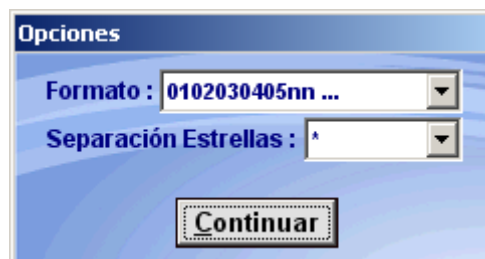 Opciones
Formato : 0102030405nn ...
Separación Estrellas : *
Continuar